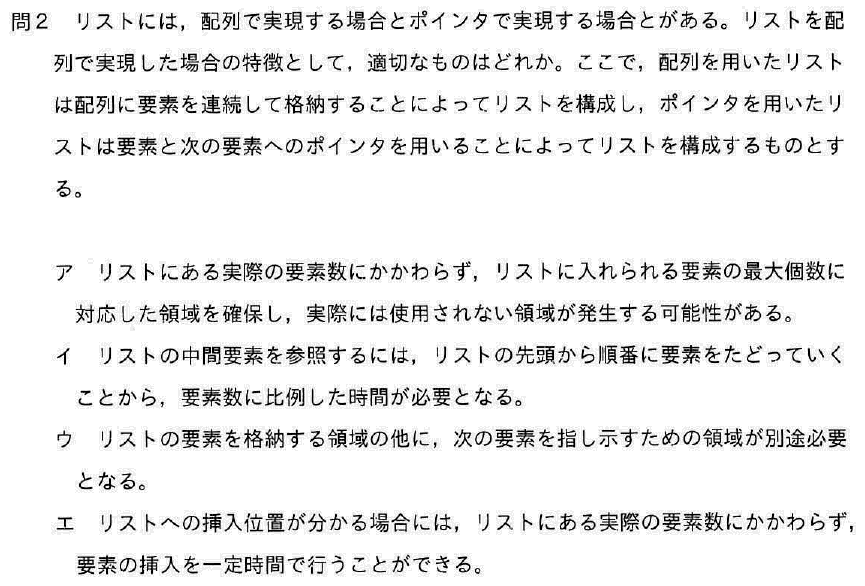 問2 リストには，配列で実現する場合とポインタで実現する場合とがある。リストを配
列で実現した場合の特徴として，適切なものはどれか。ここで，配列を用いたリスト
は配列に要素を連続して格納することによってリストを構成し，ポインタを用いたリ
ストは要素と次の要素へのポインタを用いることによってリストを構成するものとす
る。
ア リストにある実際の要素数にかかわらず，リストに入れられる要素の最大個数に
対応した領域を確保し，実際には使用されない領域が発生する可能性がある。
イ リストの中間要素を参照するには，リストの先頭から順番に要素をたどっていく
ことから，要素数に比例した時間が必要となる。
ウ リストの要素を格納する領域の他に，次の要素を指し示すための領域が別途必要
となる。
エ リストへの挿入位置が分かる場合には，リストにある実際の要素数にかかわらず，
要素の挿入を一定時間で行うことができる。